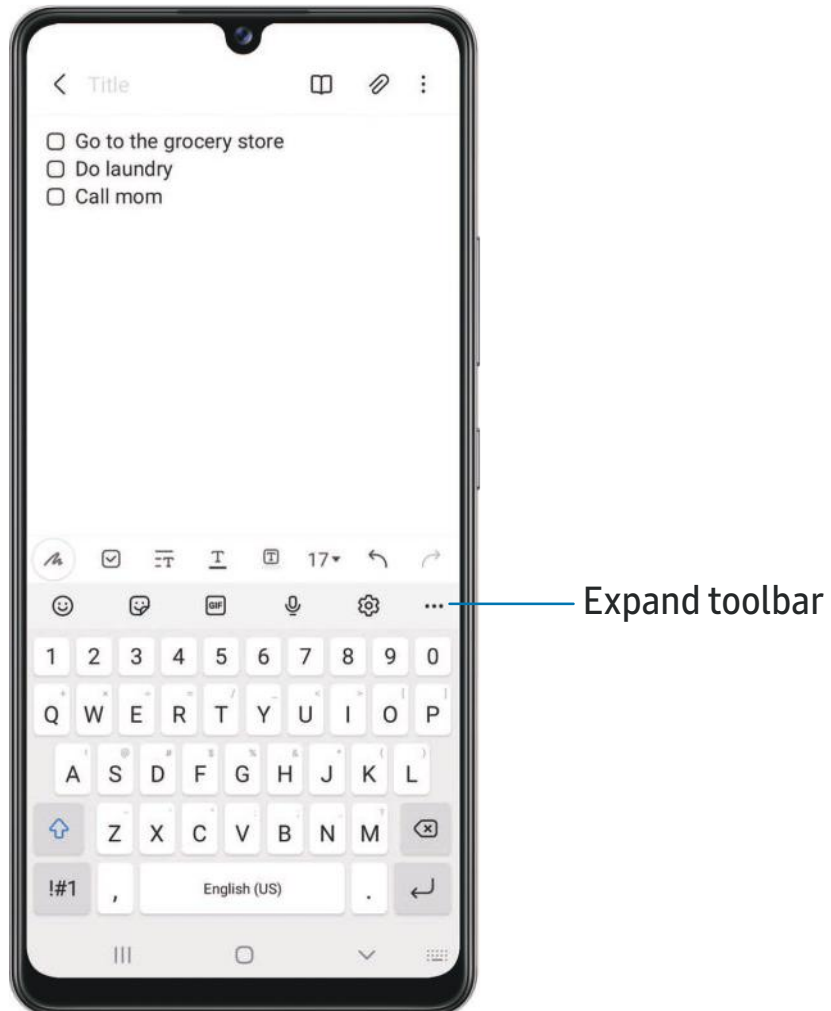 Title
Go to the grocery store
Do laundry
Call mom
T T T 17
GIF
Expand toolbar
1 2 3 4 5 6 7 8 9 0
Q W E R T Y U I O P
A S D F G H J K L
Z X C V B N M
!#1 , English (US) .